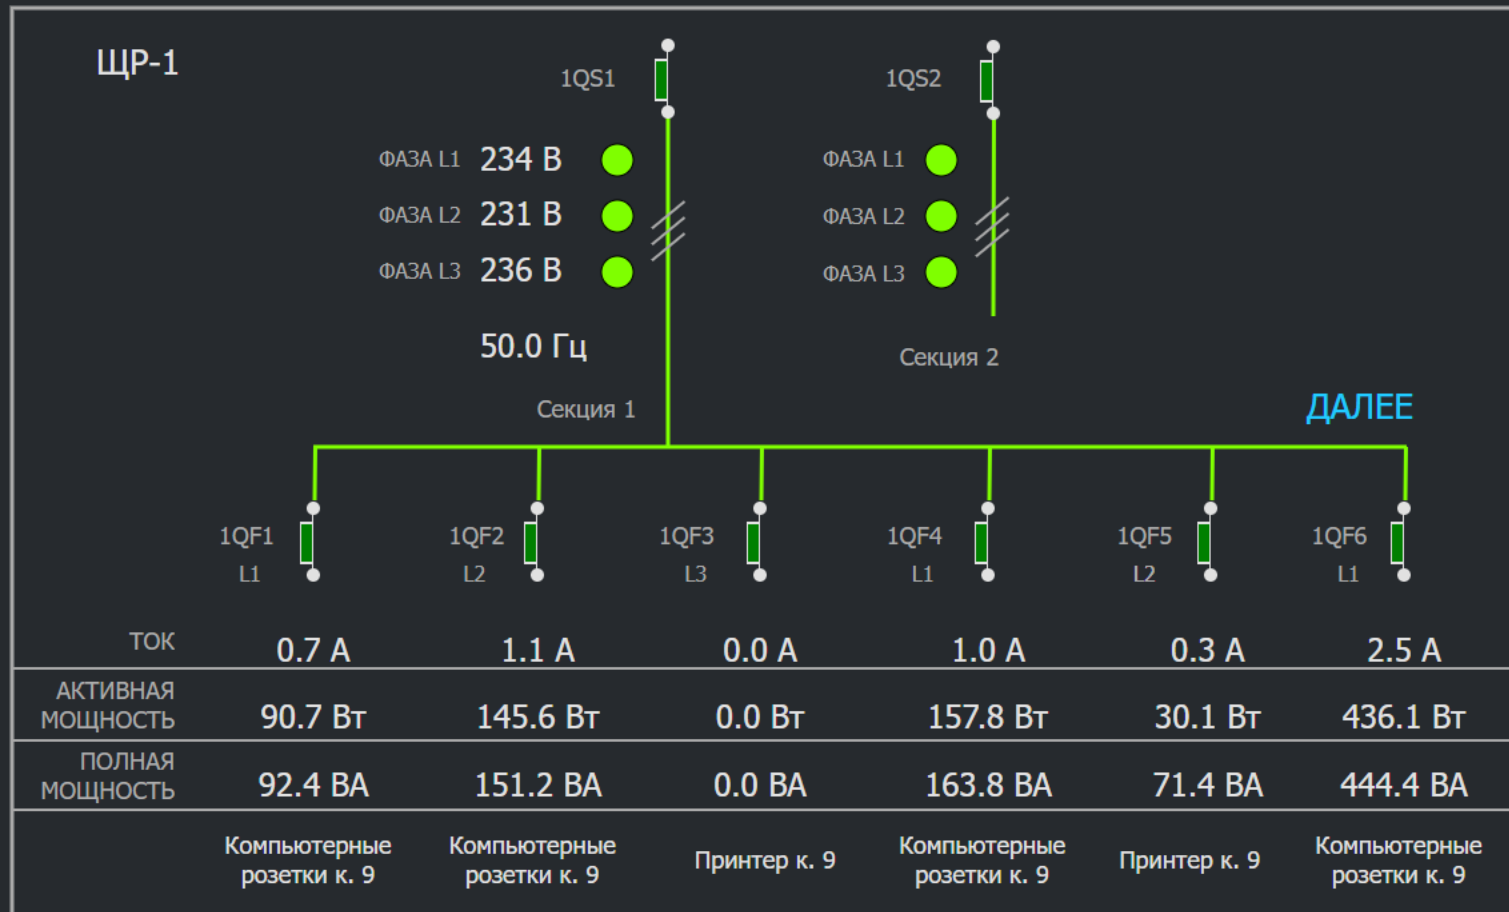 ЩР-1
1QS1
1QS2
ФАЗА L1 234 В
ФАЗА L2 231 В
ФАЗА L3 236 В
50.0 Гц
ФАЗА L1
ФАЗА L2
ФАЗА L3
Секция 2
Секция 1
ДАЛЕЕ
1QF1 1QF2 1QF3 1QF4 1QF5 1QF6
L1 L2 L3 L1 L2 L1
ТОК 0.7 А 1.1 А 0.0 А 1.0 А 0.3 А 2.5 А
АКТИВНАЯ
МОЩНОСТЬ 90.7 Вт 145.6 Вт 0.0 Вт 157.8 Вт 30.1 Вт 436.1 Вт
ПОЛНАЯ
МОЩНОСТЬ 92.4 ВА 151.2 ВА 0.0 ВА 163.8 ВА 71.4 ВА 444.4 ВА
Компьютерные
розетки к. 9
Компьютерные
розетки к. 9
Принтер к. 9
Компьютерные
розетки к. 9
Принтер к. 9
Компьютерные
розетки к. 9